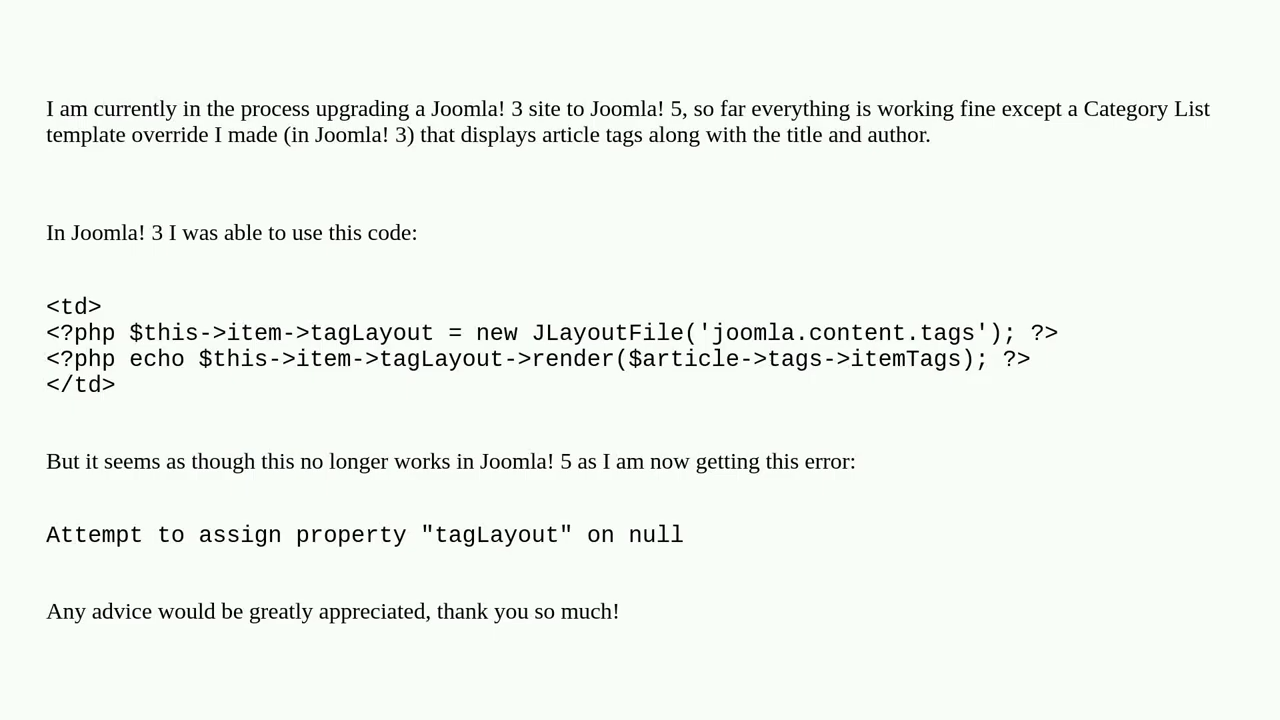 I am currently in the process upgrading a Joomla! 3 site to Joomla! 5, so far everything is working fine except a Category List
template override I made (in Joomla! 3) that displays article tags along with the title and author.
In Joomla! 3 I was able to use this code:
<td>
<?php $this->item->tagLayout = new JLayoutFile('joomla.content.tags'); ?>
<?php echo $this->item->tagLayout->render($article->tags->itemTags); ?>
</td>
But it seems as though this no longer works in Joomla! 5 as I am now getting this error:
Attempt to assign property "tagLayout" on null
Any advice would be greatly appreciated, thank you so much!